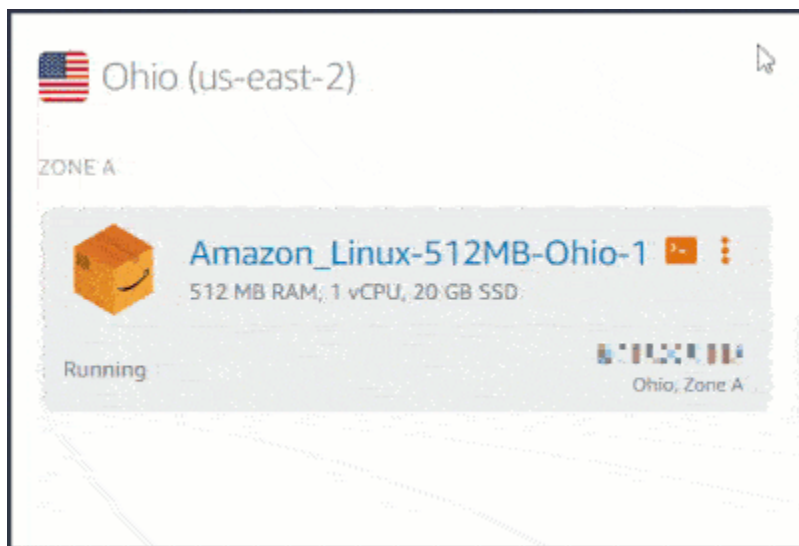 Ohio (us-east-2)
ZONE A
Amazon_Linux-512MB-Ohio-1
512 MB RAM, 1 vCPU, 20 GB SSD
Running
Ohio, Zone A